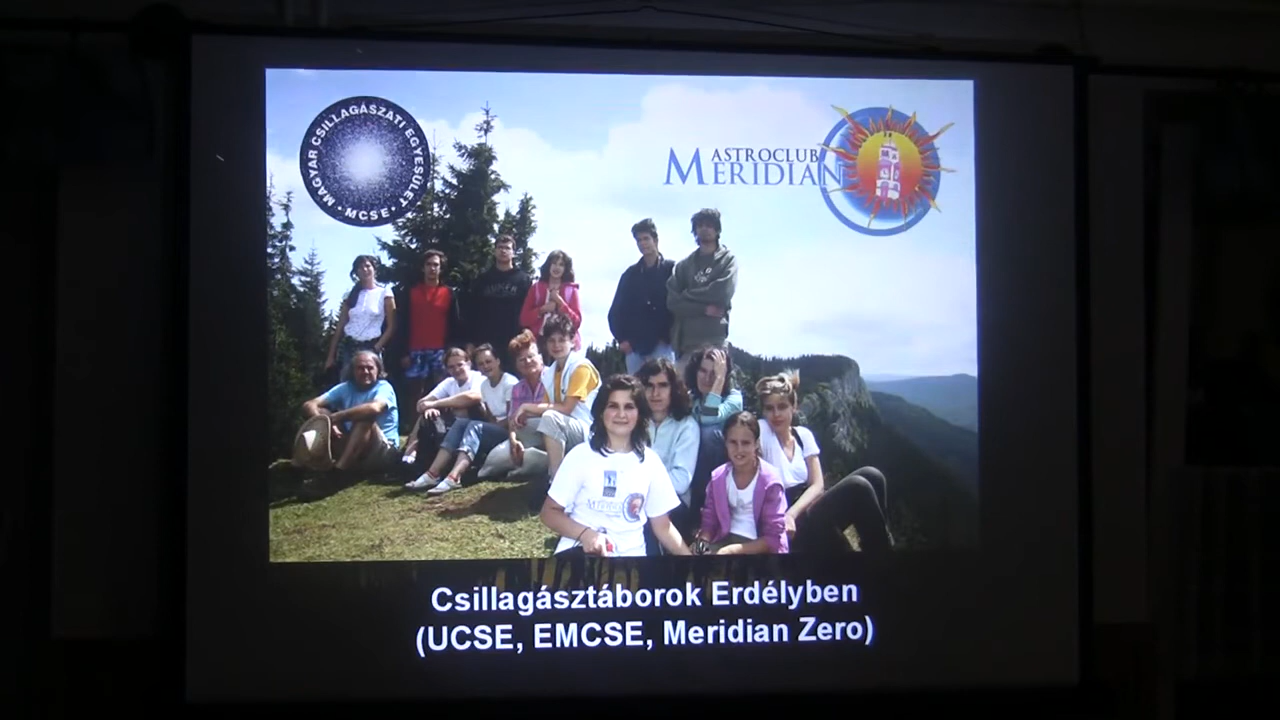 MAGYAR CSILLAGÁSZATI EGYESÜLET
• MCSE •
ASTROCLUB
MERIDIAN
Csillagásztáborok Erdélyben
(UCSE, EMCSE, Meridian Zero)